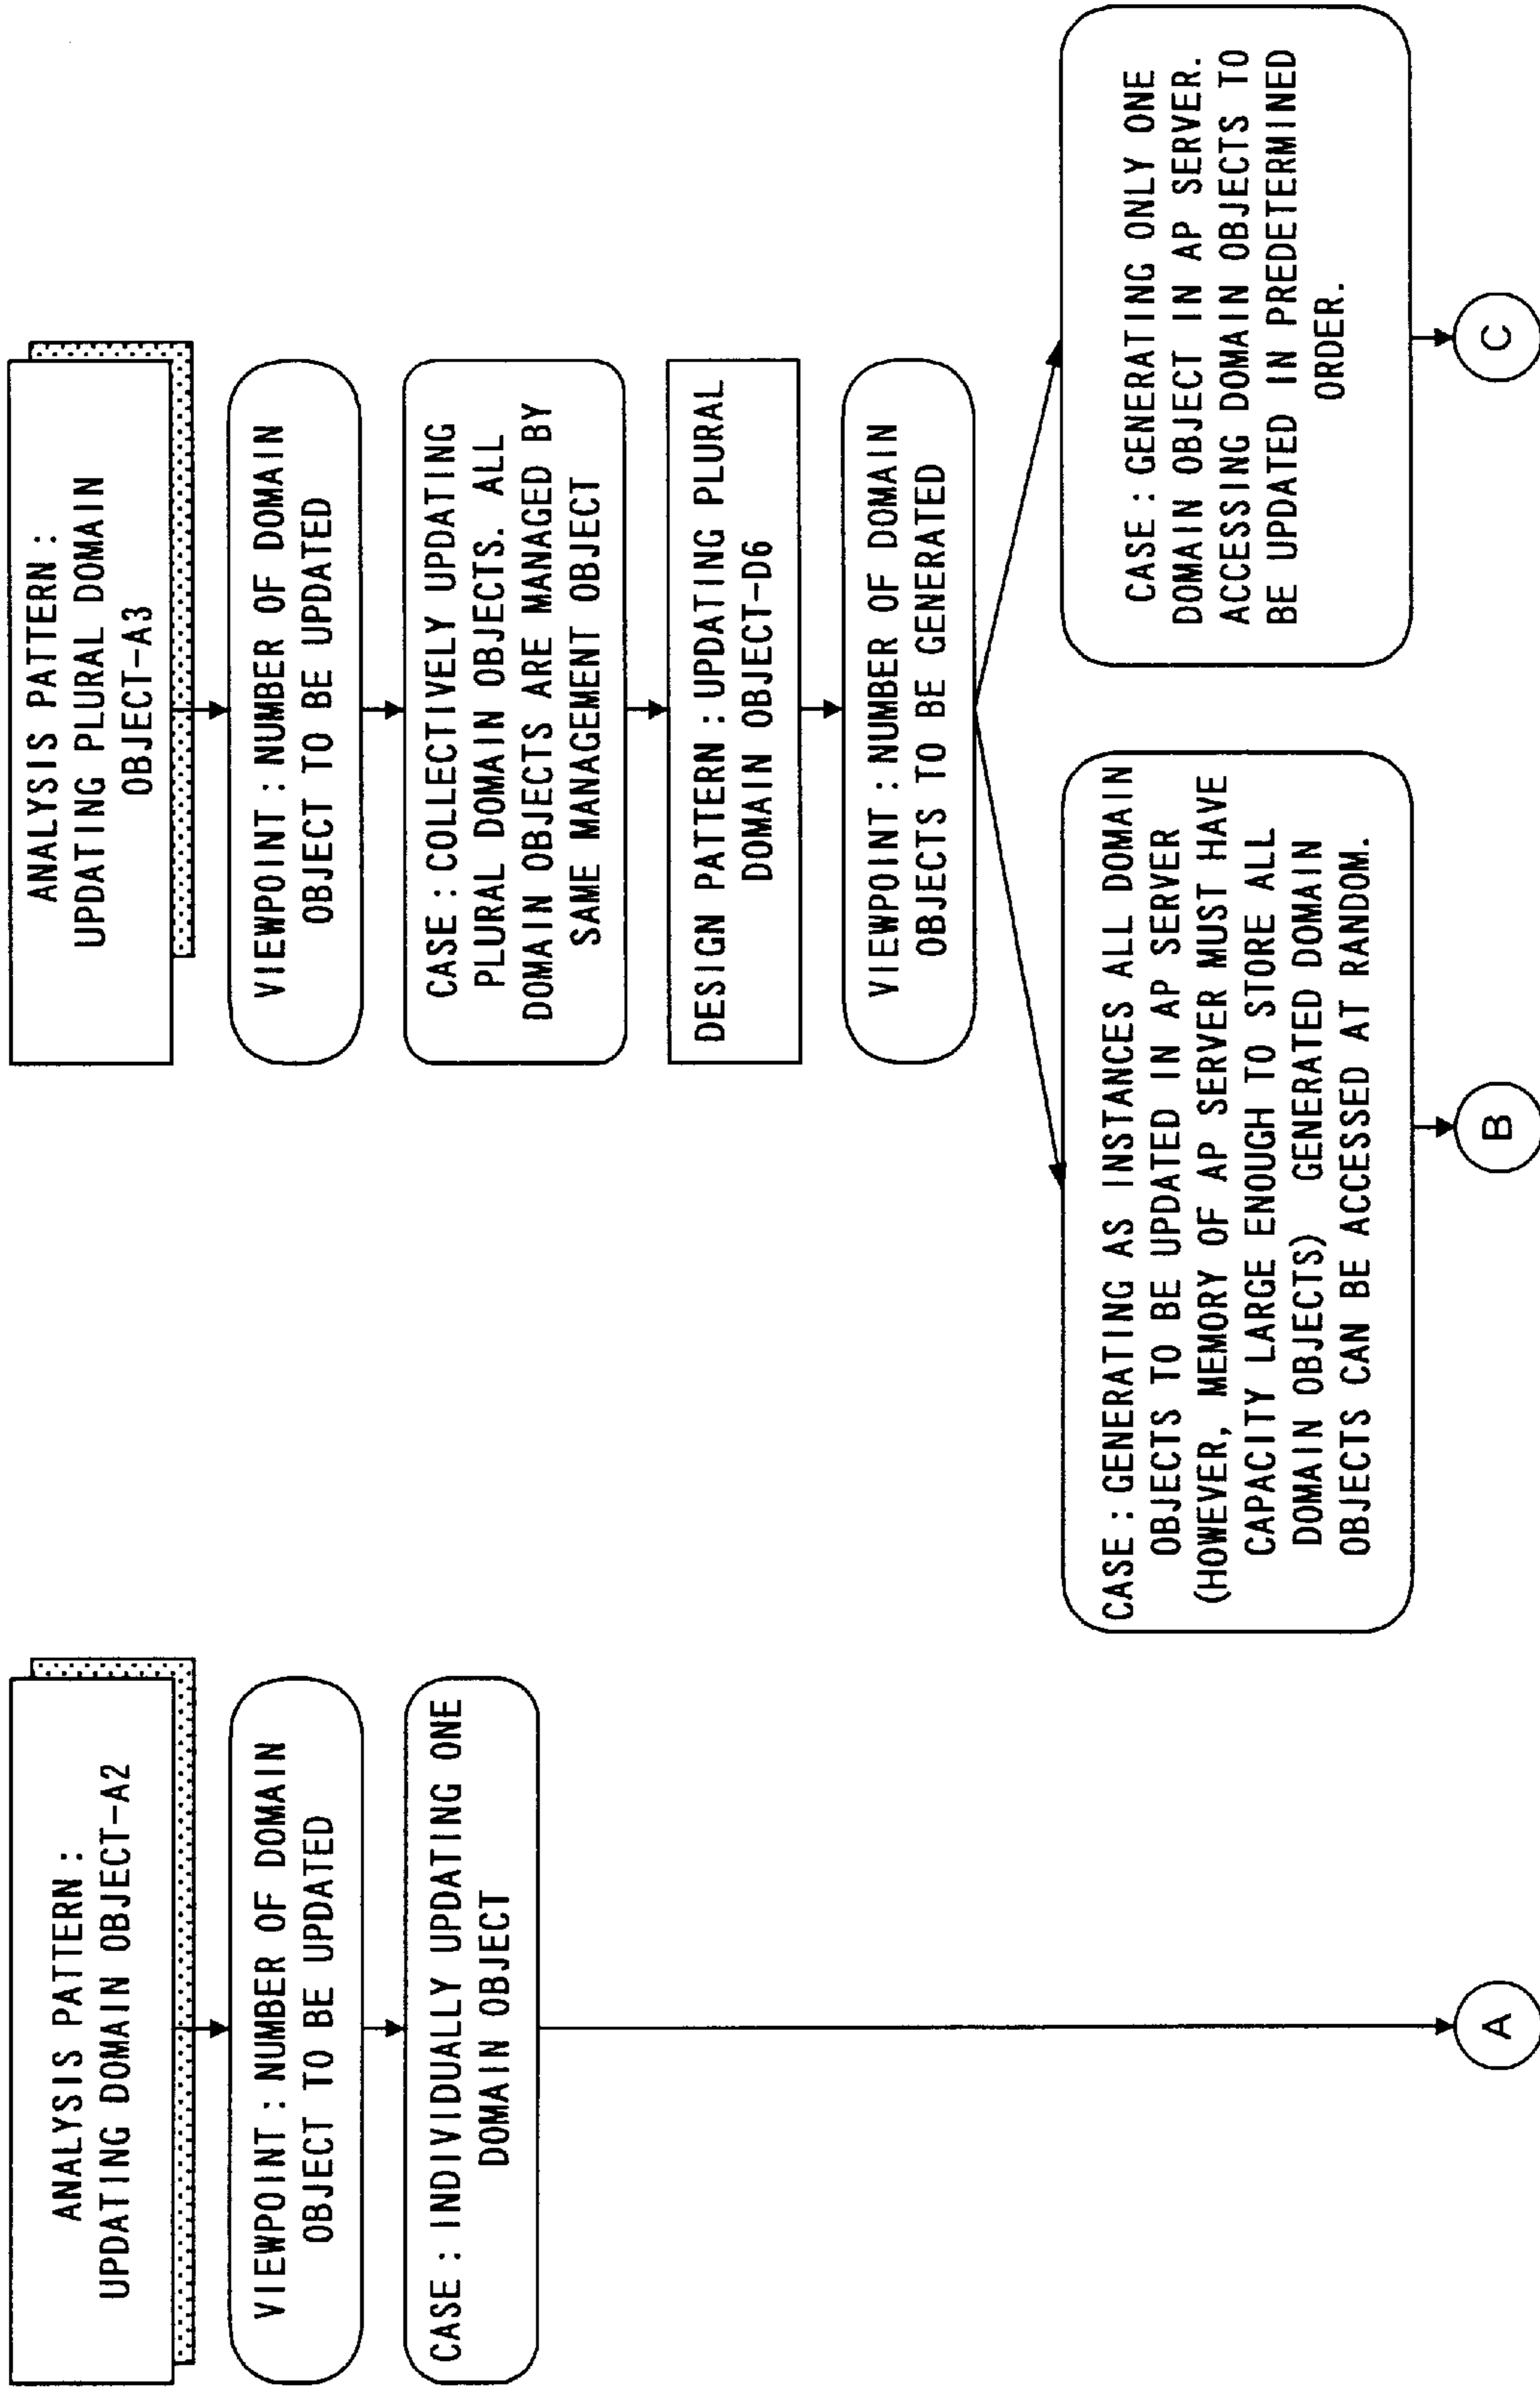 ANALYSIS PATTERN :
UPDATING DOMAIN OBJECT-A2
VIEWPOINT : NUMBER OF DOMAIN
OBJECT TO BE UPDATED
CASE : INDIVIDUALLY UPDATING ONE
DOMAIN OBJECT
A
ANALYSIS PATTERN :
UPDATING PLURAL DOMAIN
OBJECT-A3
VIEWPOINT : NUMBER OF DOMAIN
OBJECT TO BE UPDATED
CASE : COLLECTIVELY UPDATING
PLURAL DOMAIN OBJECTS. ALL
DOMAIN OBJECTS ARE MANAGED BY
SAME MANAGEMENT OBJECT
DESIGN PATTERN : UPDATING PLURAL
DOMAIN OBJECT-D6
VIEWPOINT : NUMBER OF DOMAIN
OBJECTS TO BE GENERATED
CASE : GENERATING AS INSTANCES ALL DOMAIN
OBJECTS TO BE UPDATED IN AP SERVER
(HOWEVER, MEMORY OF AP SERVER MUST HAVE
CAPACITY LARGE ENOUGH TO STORE ALL
DOMAIN OBJECTS) GENERATED DOMAIN
OBJECTS CAN BE ACCESSED AT RANDOM.
B
CASE : GENERATING ONLY ONE
DOMAIN OBJECT IN AP SERVER.
ACCESSING DOMAIN OBJECTS TO
BE UPDATED IN PREDETERMINED
ORDER.
C